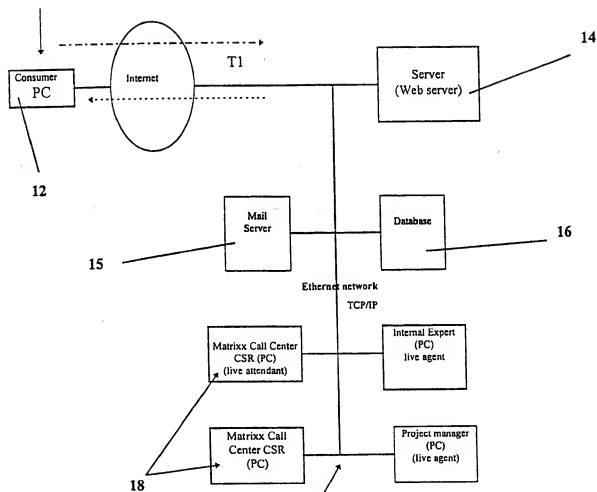 14
T1
Consumer
PC
Internet
Server
(Web server)
12
Mail
Server
Database
15
16
Ethernet network
TCP/IP
Matrixx Call Center
CSR (PC)
(live attendant)
Internal Expert
(PC)
live agent
Matrixx Call
Center CSR
(PC)
Project manager
(PC)
(live agent)
18